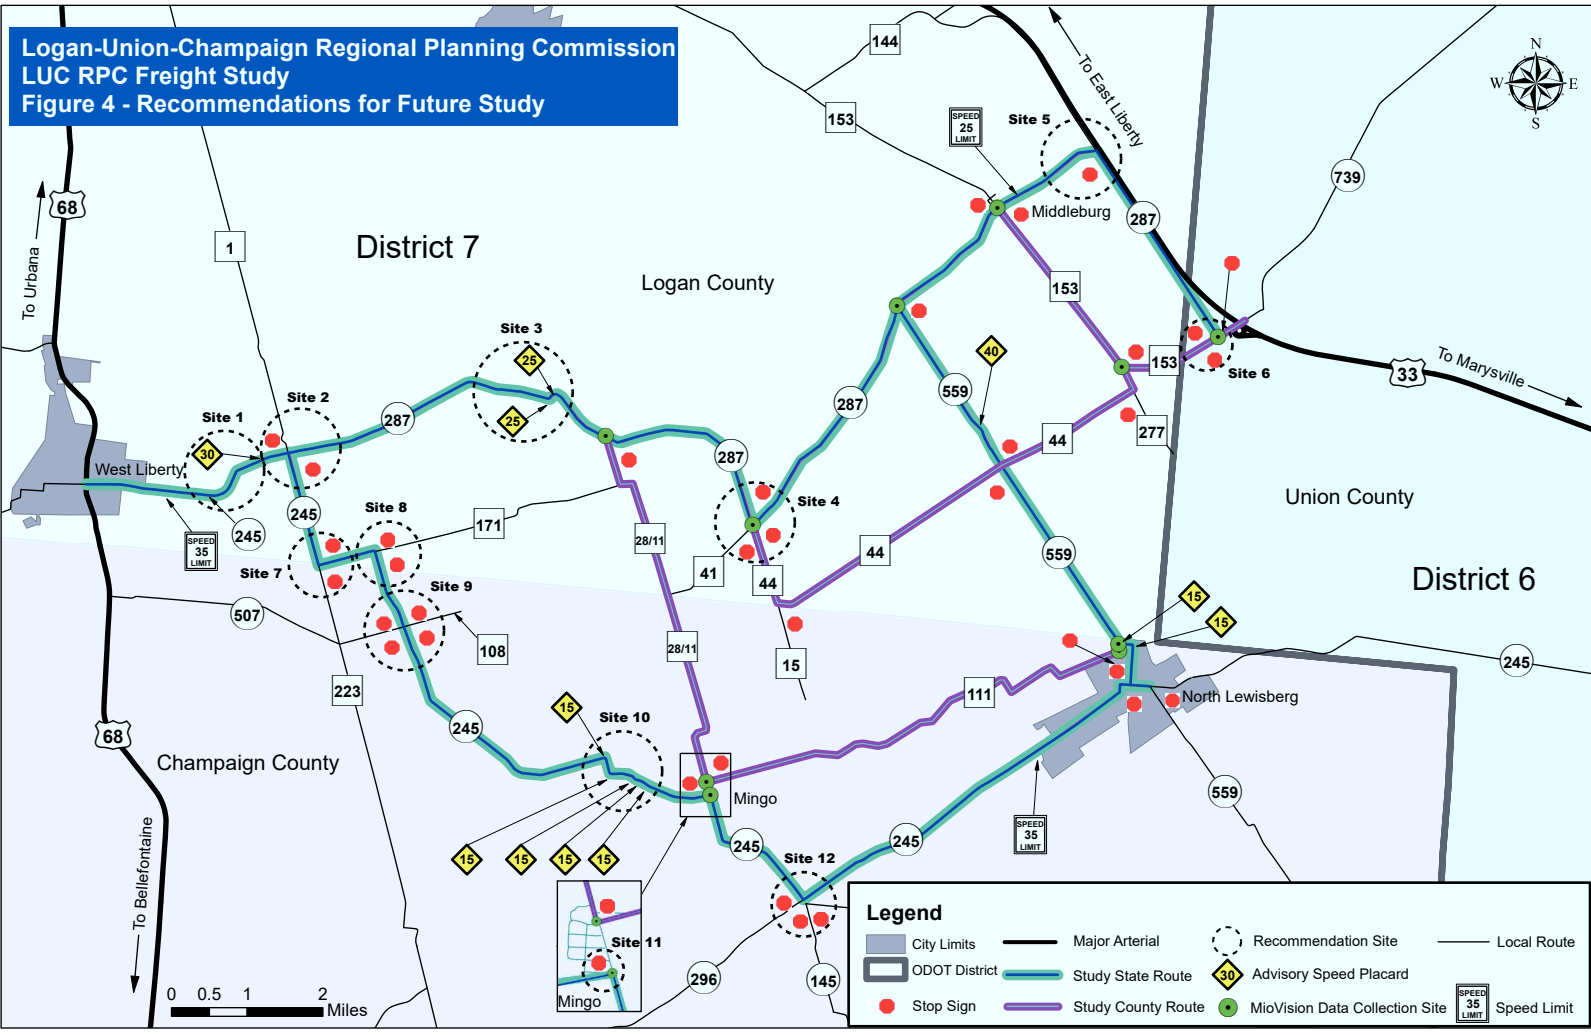 Logan-Union-Champaign Regional Planning Commission
LUC RPC Freight Study
Figure 4 - Recommendations for Future Study
144
153
SPEED
25
LIMIT
Site 5
To East Liberty
N
W E
S
739
68
To Urbana
1
District 7
Logan County
Middleburg
287
153
Site 3
25
25
40
153
Site 6
To Marysville
33
Site 1
Site 2
287
559
287
30
West Liberty
44
277
287
Site 4
Union County
245
245
SPEED
35
LIMIT
Site 8
171
28/11
Site 7
41
44
44
559
District 6
Site 9
15
15
507
108
28/11
15
245
223
111
North Lewisberg
15
Site 10
245
68
Champaign County
Mingo
559
SPEED
35
LIMIT
245
245
15
15
15
15
Site 12
To Bellefontaine
Site 11
Mingo
296
145
0 0.5 1 2
Miles
Legend
City Limits
Major Arterial
Recommendation Site
Local Route
ODOT District
Study State Route
30
Advisory Speed Placard
Stop Sign
Study County Route
MioVision Data Collection Site
SPEED
35
LIMIT
Speed Limit